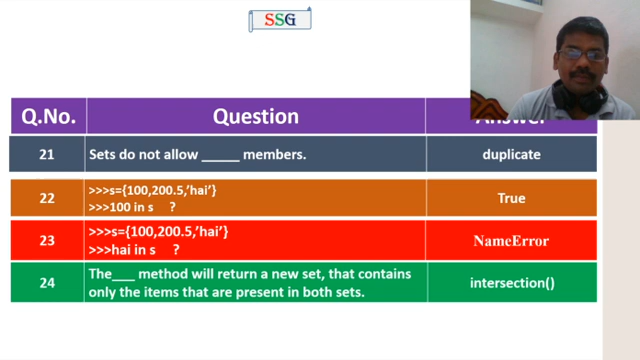 SSG
Q.No. Question Answer
21 Sets do not allow _____ members. duplicate
>>>s={100,200.5,'hai'}
22 True
>>>100 in s ?
>>>s={100,200.5,'hai'}
23 NameError
>>>hai in s ?
The___ method will return a new set, that contains
24 intersection()
only the items that are present in both sets.